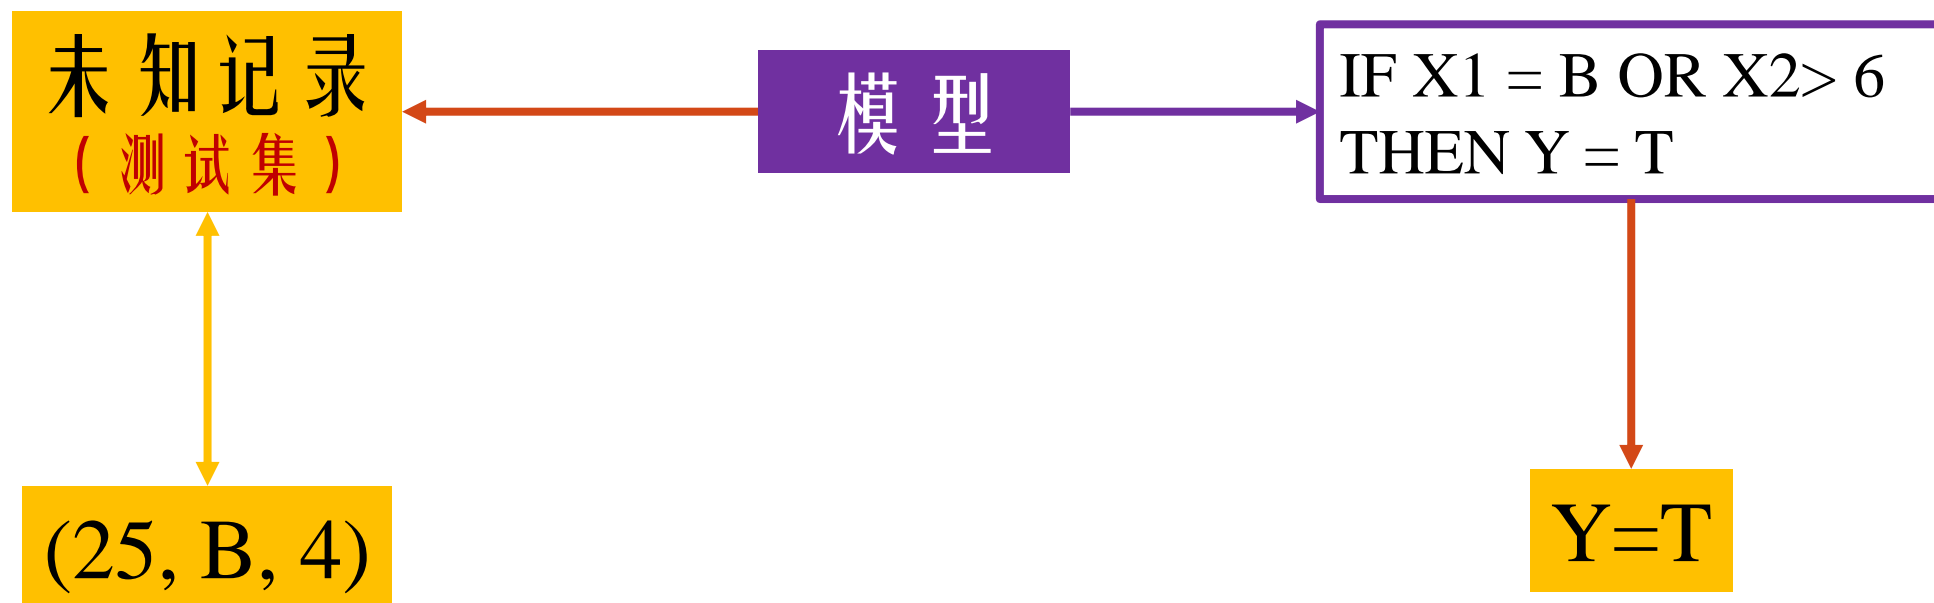 未知记录
(测试集)
模型
IF X1 = B OR X2> 6
THEN Y = T
(25, B, 4)
Y=T